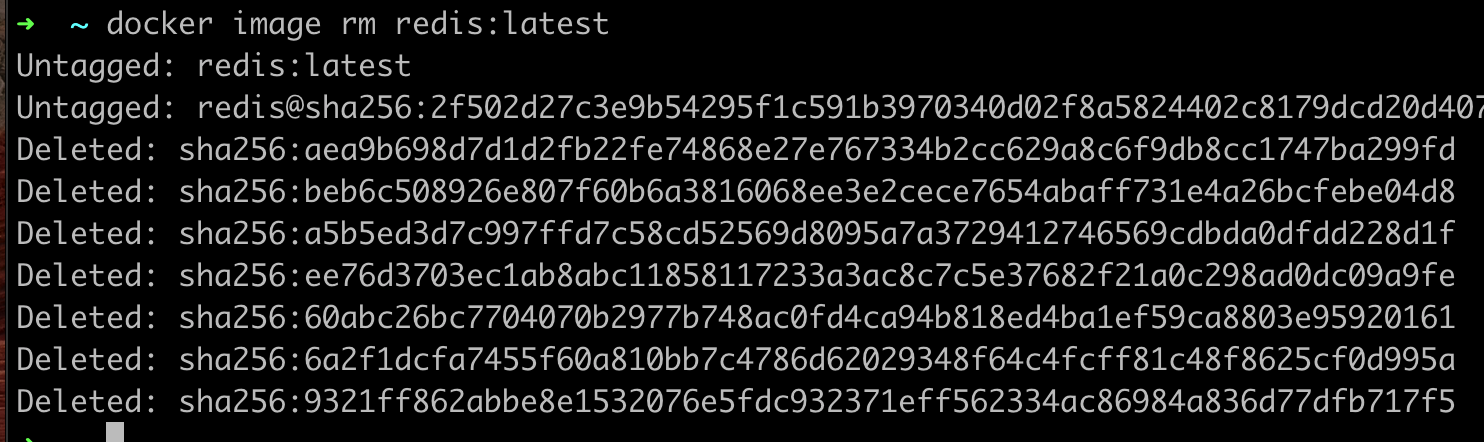 ➜ ~ docker image rm redis:latest
Untagged: redis:latest
Untagged: redis@sha256:2f502d27c3e9b54295f1c591b3970340d02f8a5824402c8179dcd20d407
Deleted: sha256:aea9b698d7d1d2fb22fe74868e27e767334b2cc629a8c6f9db8cc1747ba299fd
Deleted: sha256:beb6c508926e807f60b6a3816068ee3e2cece7654abaff731e4a26bcfebe04d8
Deleted: sha256:a5b5ed3d7c997ffd7c58cd52569d8095a7a3729412746569cdbda0dfdd228d1f
Deleted: sha256:ee76d3703ec1ab8abc11858117233a3ac8c7c5e37682f21a0c298ad0dc09a9fe
Deleted: sha256:60abc26bc7704070b2977b748ac0fd4ca94b818ed4ba1ef59ca8803e95920161
Deleted: sha256:6a2f1dcfa7455f60a810bb7c4786d62029348f64c4fcff81c48f8625cf0d995a
Deleted: sha256:9321ff862abbe8e1532076e5fdc932371eff562334ac86984a836d77dfb717f5